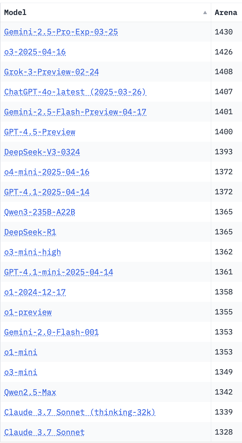 Model Arena
Gemini-2.5-Pro-Exp-03-25 1430
o3-2025-04-16 1426
Grok-3-Preview-02-24 1408
ChatGPT-4o-latest (2025-03-26) 1407
Gemini-2.5-Flash-Preview-04-17 1401
GPT-4.5-Preview 1400
DeepSeek-V3-0324 1393
o4-mini-2025-04-16 1372
GPT-4.1-2025-04-14 1372
Qwen3-235B-A22B 1365
DeepSeek-R1 1365
o3-mini-high 1362
GPT-4.1-mini-2025-04-14 1361
o1-2024-12-17 1358
o1-preview 1355
Gemini-2.0-Flash-001 1353
o1-mini 1353
o3-mini 1349
Qwen2.5-Max 1342
Claude 3.7 Sonnet (thinking-32k) 1339
Claude 3.7 Sonnet 1328